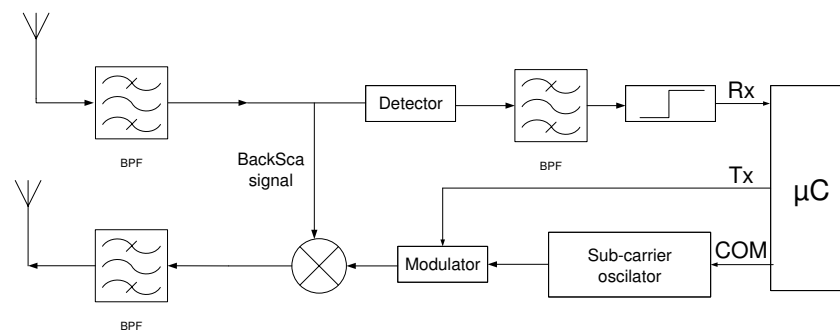 BPF
Detector
BPF
Rx
BackSca
signal
Tx
µC
BPF
Modulator
Sub-carrier
oscilator
COM